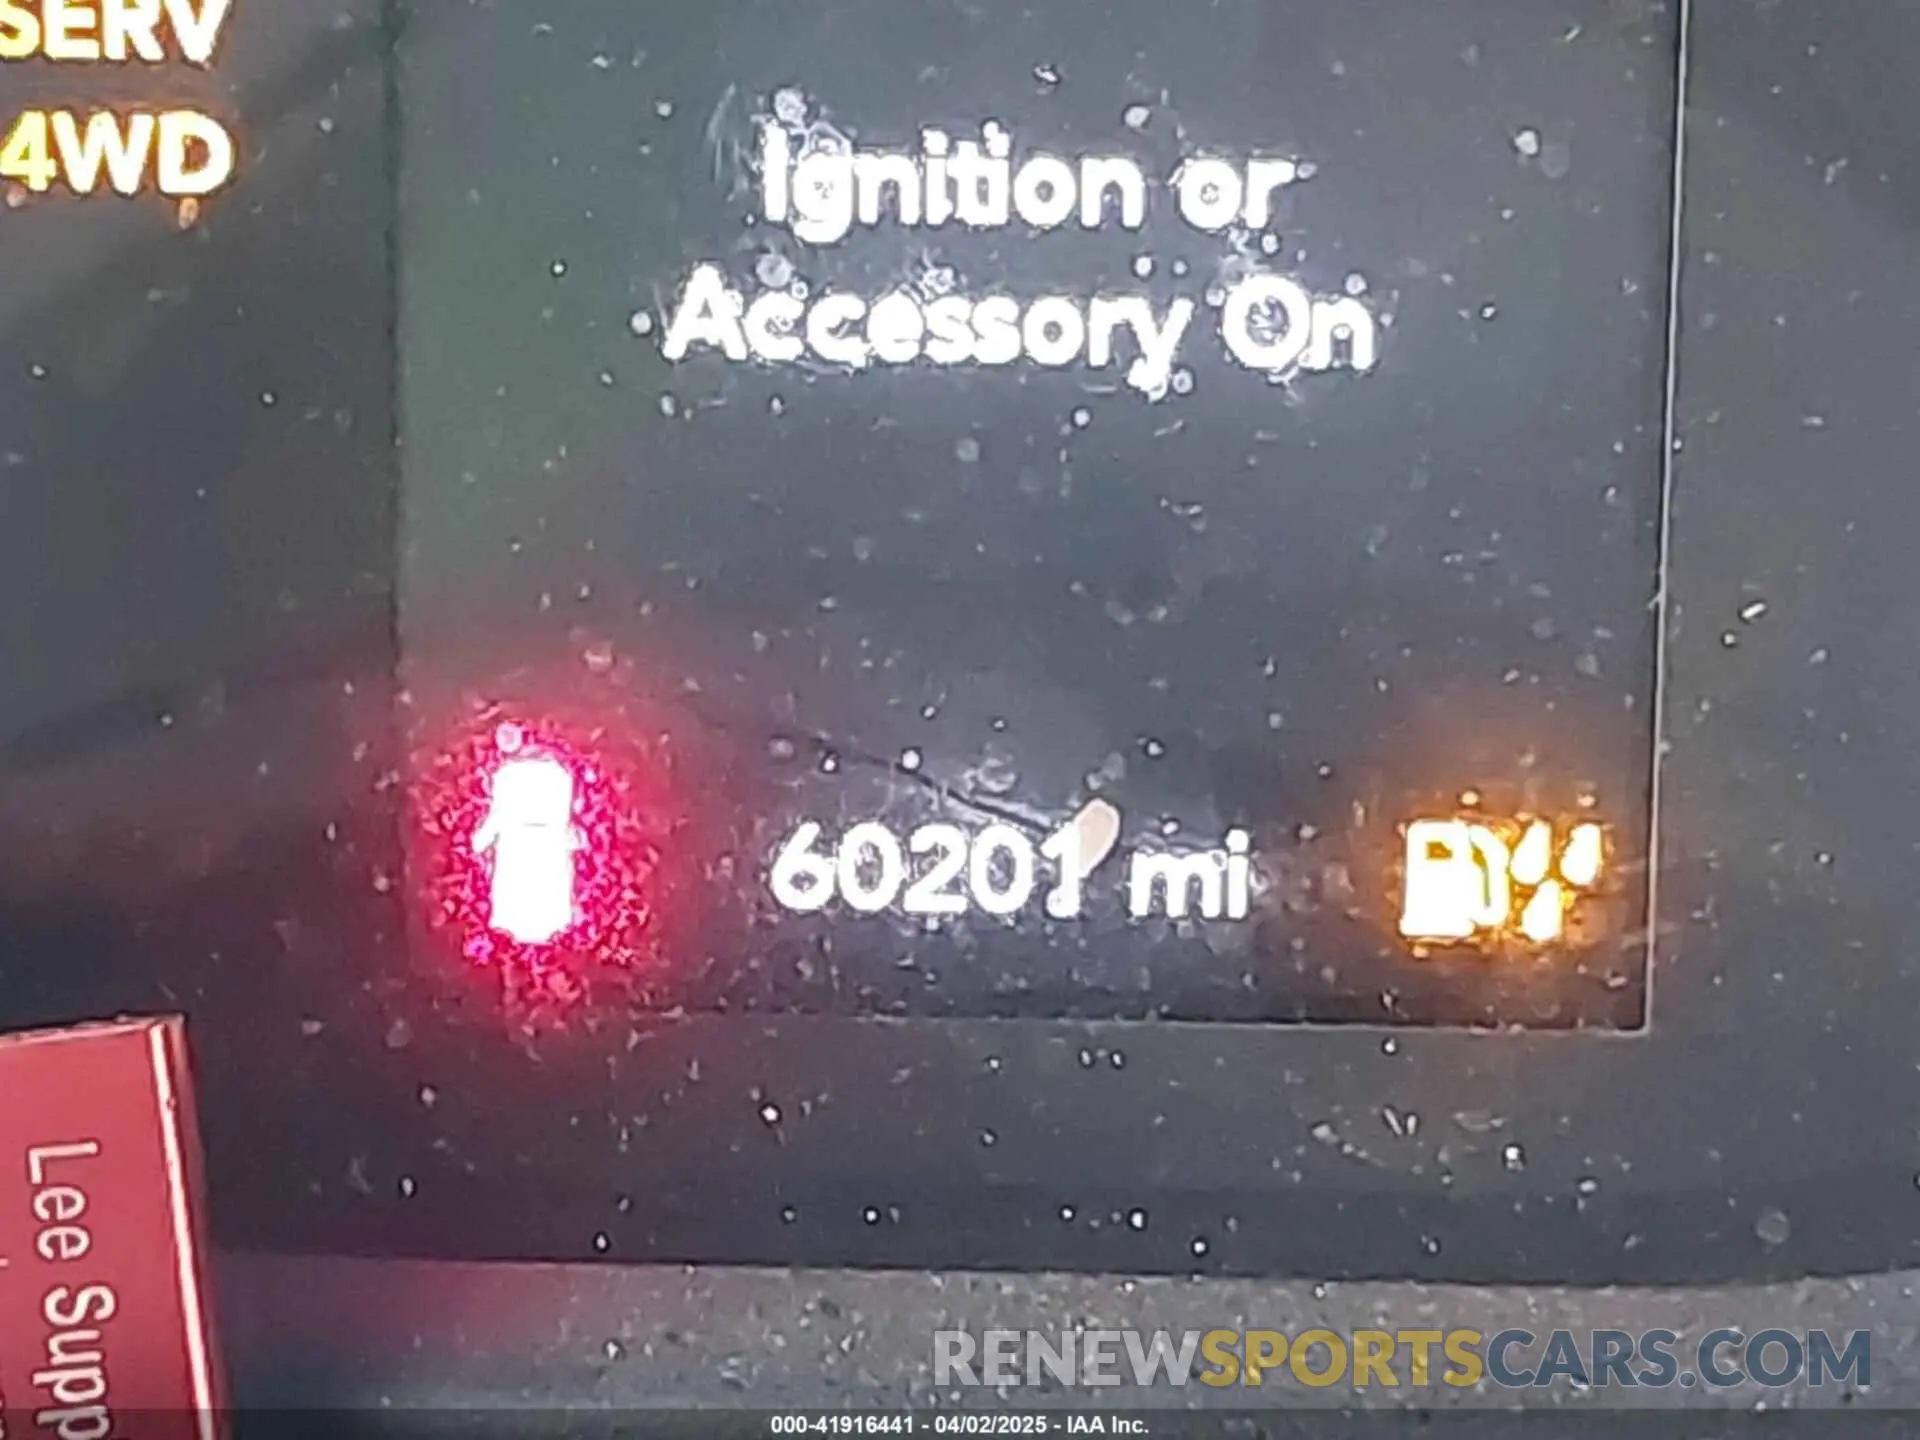 SERV
4WD
Ignition or
Accessory On
60201 mi
Lee Supp
RENEWSPORTSCARS.COM
000-41916441 - 04/02/2025 - IAA Inc.